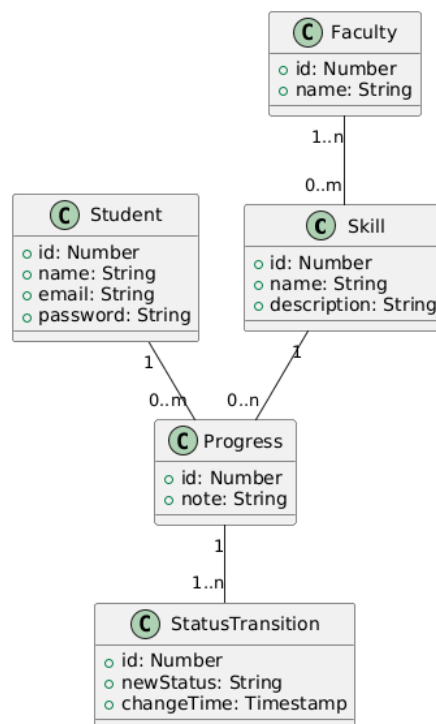 C Faculty
id: Number
name: String
1..n
0..m
C Student
id: Number
name: String
email: String
password: String
C Skill
id: Number
name: String
description: String
1
0..m
1
0..n
C Progress
id: Number
note: String
1
1..n
C StatusTransition
id: Number
newStatus: String
changeTime: Timestamp